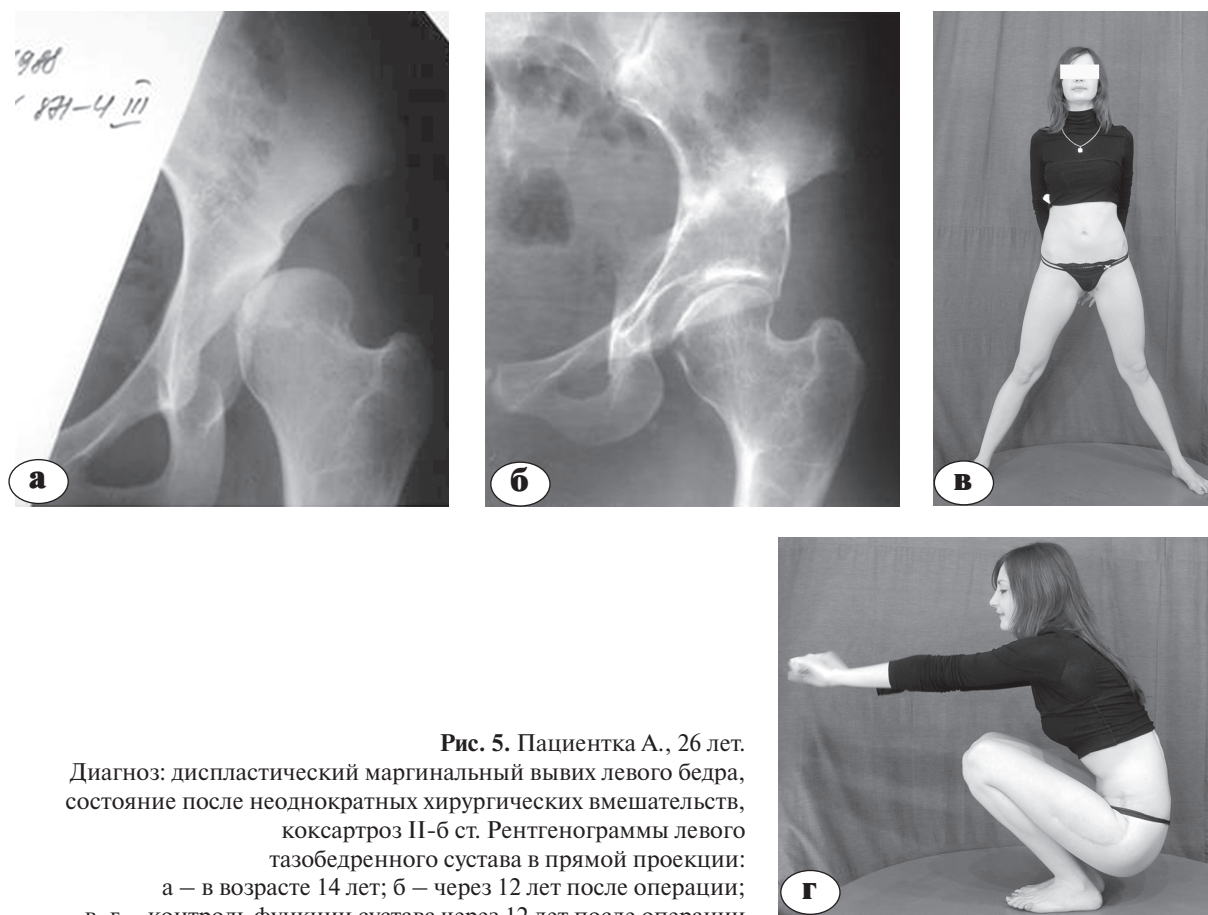 1988
871-4 III
а
б
в
г
Рис. 5. Пациентка А., 26 лет.
Диагноз: диспластический маргинальный вывих левого бедра,
состояние после неоднократных хирургических вмешательств,
коксартроз II-б ст. Рентгенограммы левого
тазобедренного сустава в прямой проекции:
а – в возрасте 14 лет; б – через 12 лет после операции;
в, г – контроль функции сустава через 12 лет после операции